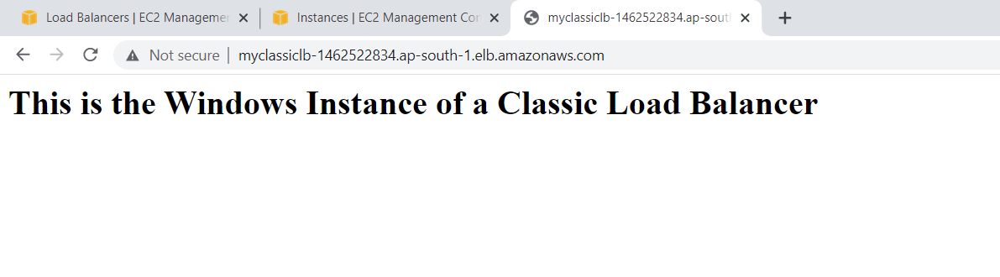 Load Balancers | EC2 Managemen
Instances | EC2 Management Con
myclassiclb-1462522834.ap-south
Not secure
myclassiclb-1462522834.ap-south-1.elb.amazonaws.com
This is the Windows Instance of a Classic Load Balancer